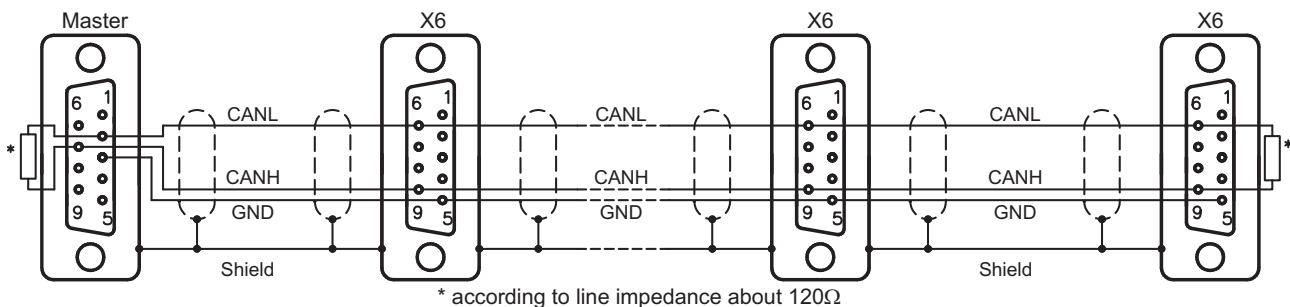 Master X6 X6 X6
6 1 6 1 6 1 6 1
CANL CANL CANL
* *
CANH CANH CANH
9 5 9 5 9 5 9 5
GND GND GND
Shield Shield
* according to line impedance about 120Ω